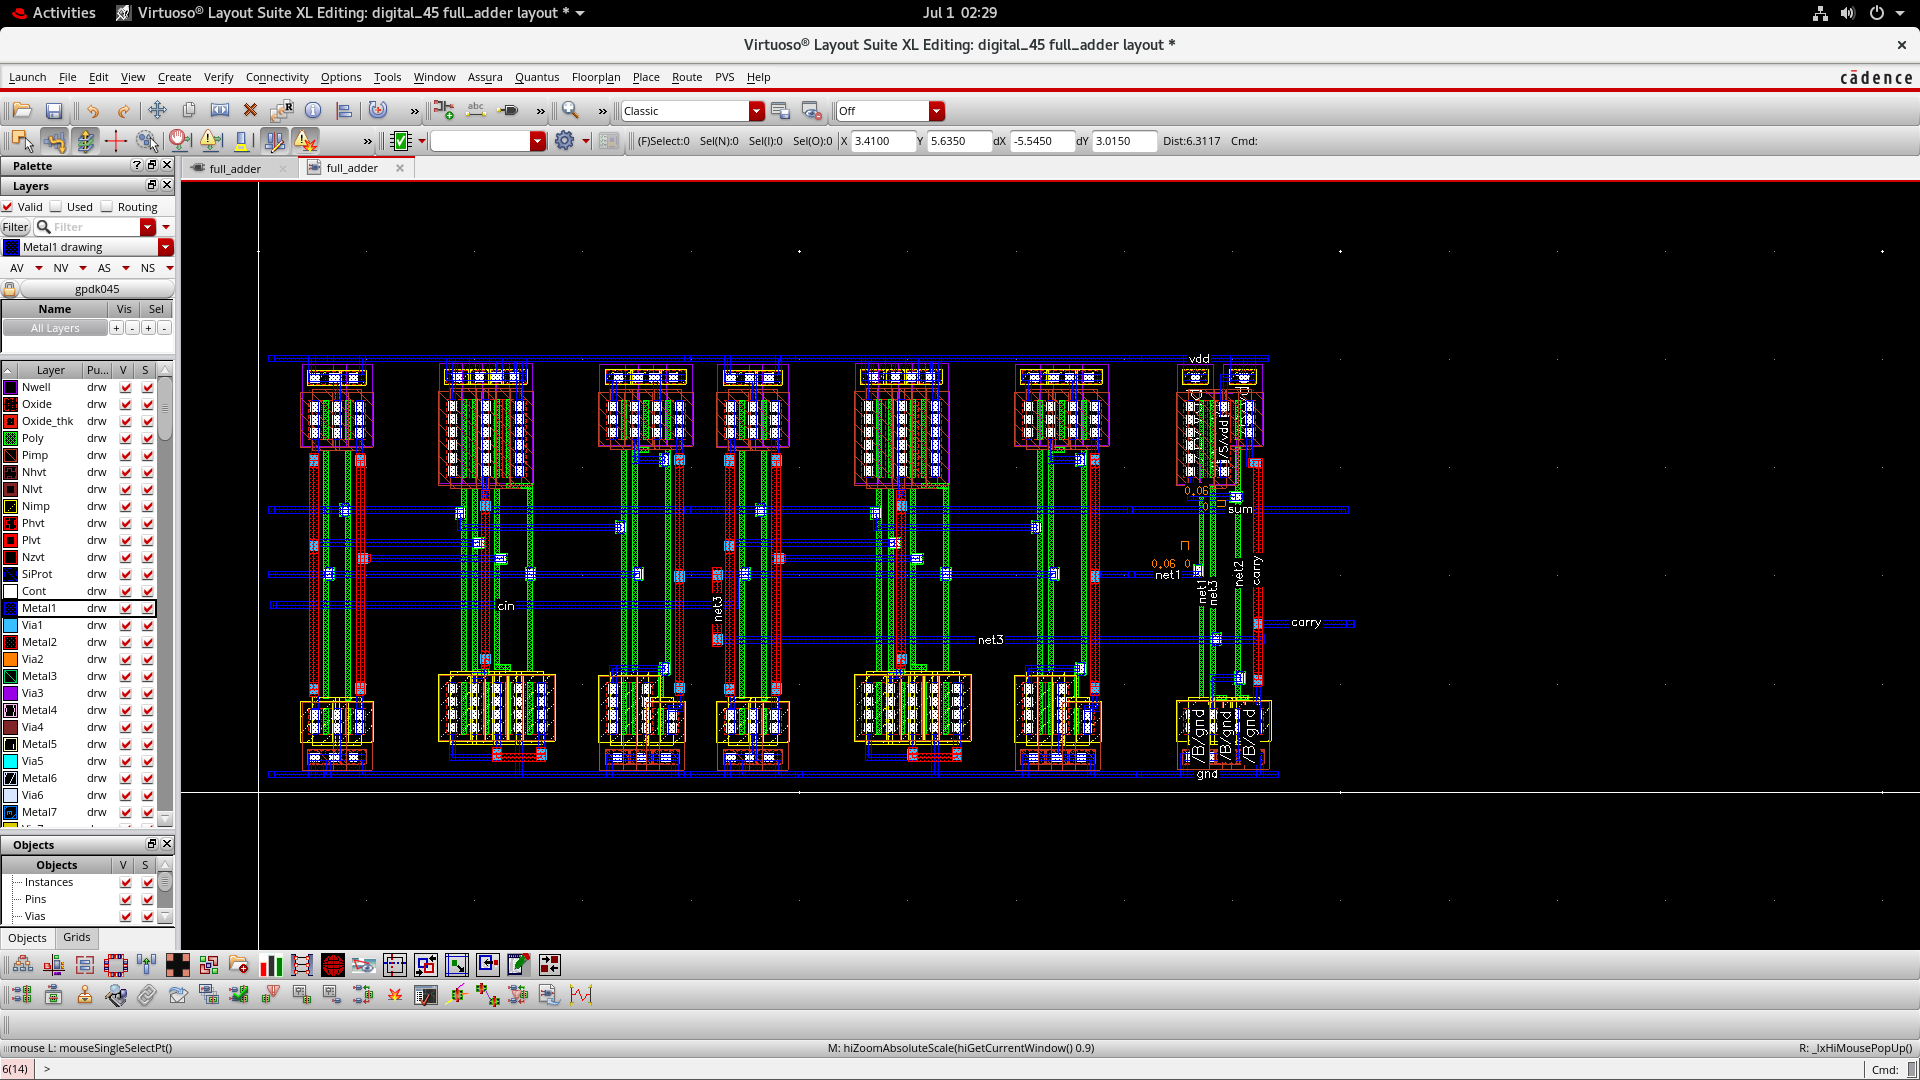 Activities
Virtuoso® Layout Suite XL Editing: digital_45 full_adder layout *
Jul 1 02:29
Virtuoso® Layout Suite XL Editing: digital_45 full_adder layout *
Launch File Edit View Create Verify Connectivity Options Tools Window Assura Quantus Floorplan Place Route PVS Help
cādence
Classic
Off
(F)Select:0 Sel(N):0 Sel(I):0 Sel(O):0 X 3.4100 Y 5.6350 dX -5.5450 dY 3.0150 Dist:6.3117 Cmd:
Palette
full_adder
full_adder
Layers
Valid Used Routing
Filter
Filter
Metal1 drawing
AV NV AS NS
gpdk045
Name Vis Sel
All Layers + - + -
Layer Pu... V S
Nwell drw
Oxide drw
Oxide_thk drw
Poly drw
Pimp drw
Nhvt drw
Nlvt drw
Nimp drw
Phvt drw
Plvt drw
Nzvt drw
SiProt drw
Cont drw
Metal1 drw
Via1 drw
Metal2 drw
Via2 drw
Metal3 drw
Via3 drw
Metal4 drw
Via4 drw
Metal5 drw
Via5 drw
Metal6 drw
Via6 drw
Metal7 drw
vdd
0.06
0
sum
0.06 0
net1
net1
net3
net2
carry
cin
net3
net3
carry
/B/gnd
/B/gnd
/B/gnd
gnd
Objects
Objects V S
Instances
Pins
Vias
Objects Grids
mouse L: mouseSingleSelectPt()
M: hiZoomAbsoluteScale(hiGetCurrentWindow() 0.9)
R: _lxHiMousePopUp()
6(14) >
Cmd: